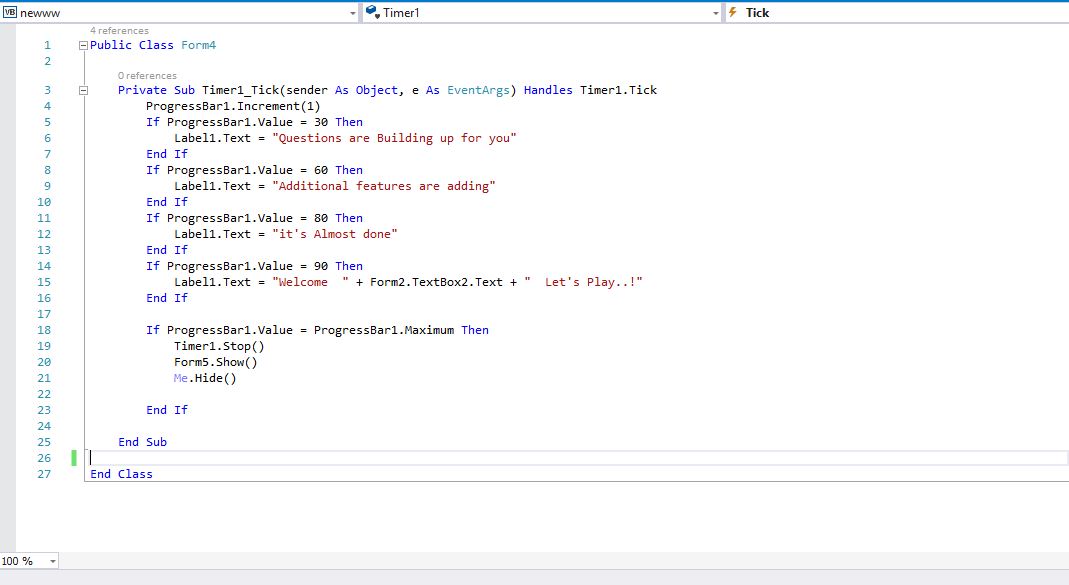 VB newww Timer1 Tick
4 references
1 Public Class Form4
2
0 references
3 Private Sub Timer1_Tick(sender As Object, e As EventArgs) Handles Timer1.Tick
4 ProgressBar1.Increment(1)
5 If ProgressBar1.Value = 30 Then
6 Label1.Text = "Questions are Building up for you"
7 End If
8 If ProgressBar1.Value = 60 Then
9 Label1.Text = "Additional features are adding"
10 End If
11 If ProgressBar1.Value = 80 Then
12 Label1.Text = "it's Almost done"
13 End If
14 If ProgressBar1.Value = 90 Then
15 Label1.Text = "Welcome  " + Form2.TextBox2.Text + "  Let's Play..!"
16 End If
17
18 If ProgressBar1.Value = ProgressBar1.Maximum Then
19 Timer1.Stop()
20 Form5.Show()
21 Me.Hide()
22
23 End If
24
25 End Sub
26
27 End Class
100 %